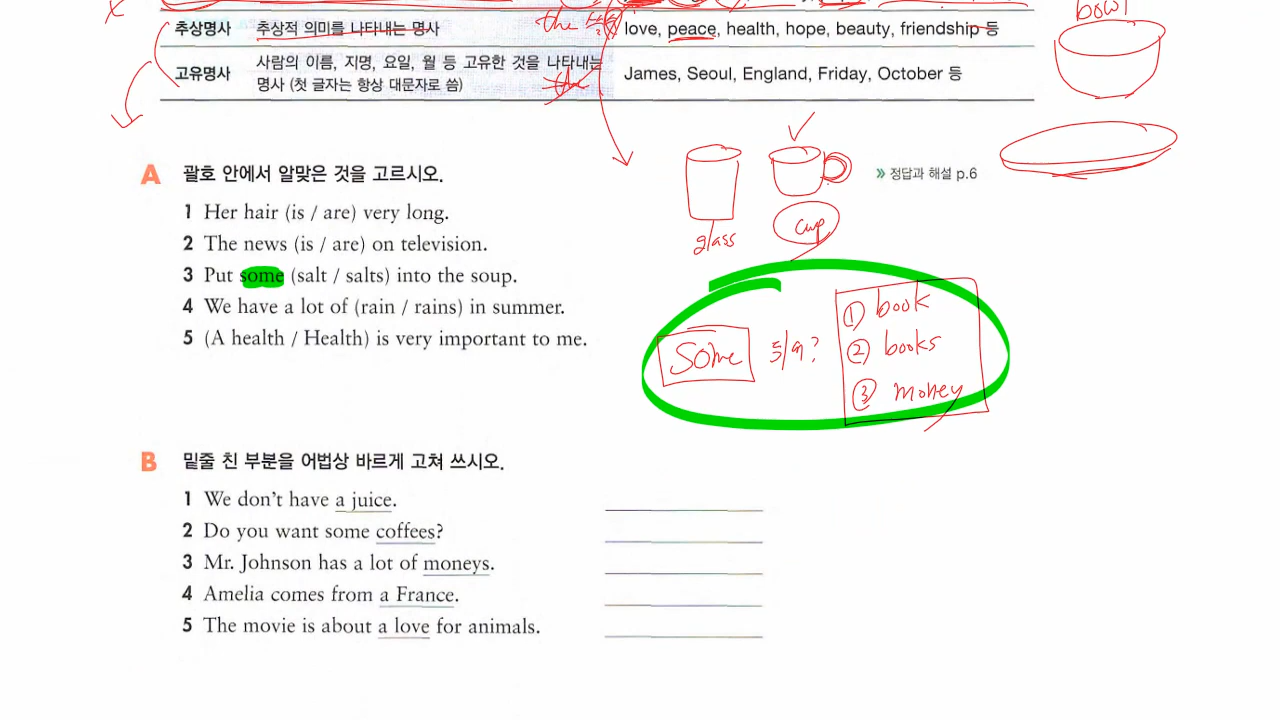 bowl
추상명사 추상적 의미를 나타내는 명사 the love, peace, health, hope, beauty, friendship 등
고유명사 사람의 이름, 지명, 요일, 월 등 고유한 것을 나타내는
명사 (첫 글자는 항상 대문자로 씀) the James, Seoul, England, Friday, October 등
A 괄호 안에서 알맞은 것을 고르시오.
» 정답과 해설 p.6
1 Her hair (is / are) very long.
2 The news (is / are) on television.
3 Put some (salt / salts) into the soup.
4 We have a lot of (rain / rains) in summer.
5 (A health / Health) is very important to me.
glass
cup
some
① book
② books
③ money
B 밑줄 친 부분을 어법상 바르게 고쳐 쓰시오.
1 We don't have a juice.
2 Do you want some coffees?
3 Mr. Johnson has a lot of moneys.
4 Amelia comes from a France.
5 The movie is about a love for animals.